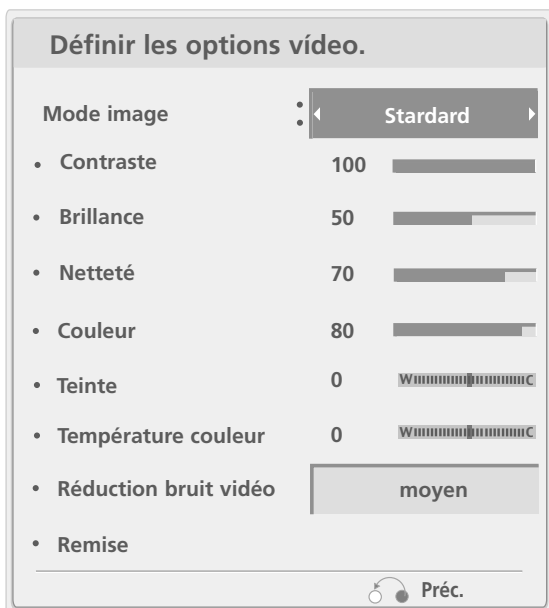 Définir les options vídeo.
Mode image : Stardard
• Contraste 100
• Brillance 50
• Netteté 70
• Couleur 80
• Teinte 0 W C
• Température couleur 0 W C
• Réduction bruit vidéo moyen
• Remise
Préc.